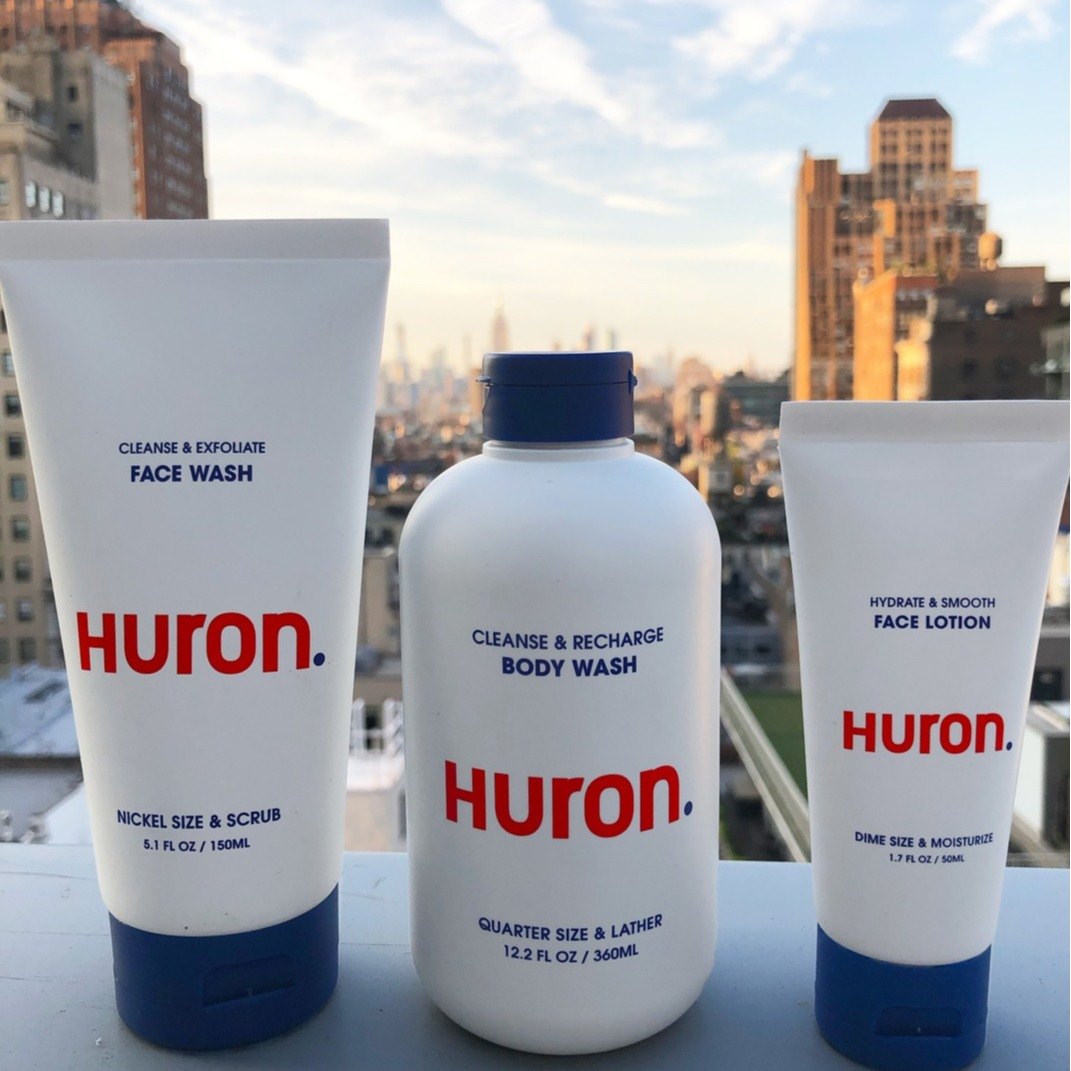 CLEANSE & EXFOLIATE
FACE WASH
Huron.
NICKEL SIZE & SCRUB
5.1 FL OZ / 150ML
CLEANSE & RECHARGE
BODY WASH
Huron.
QUARTER SIZE & LATHER
12.2 FL OZ / 360ML
HYDRATE & SMOOTH
FACE LOTION
Huron.
DIME SIZE & MOISTURIZE
1.7 FL OZ / 50ML